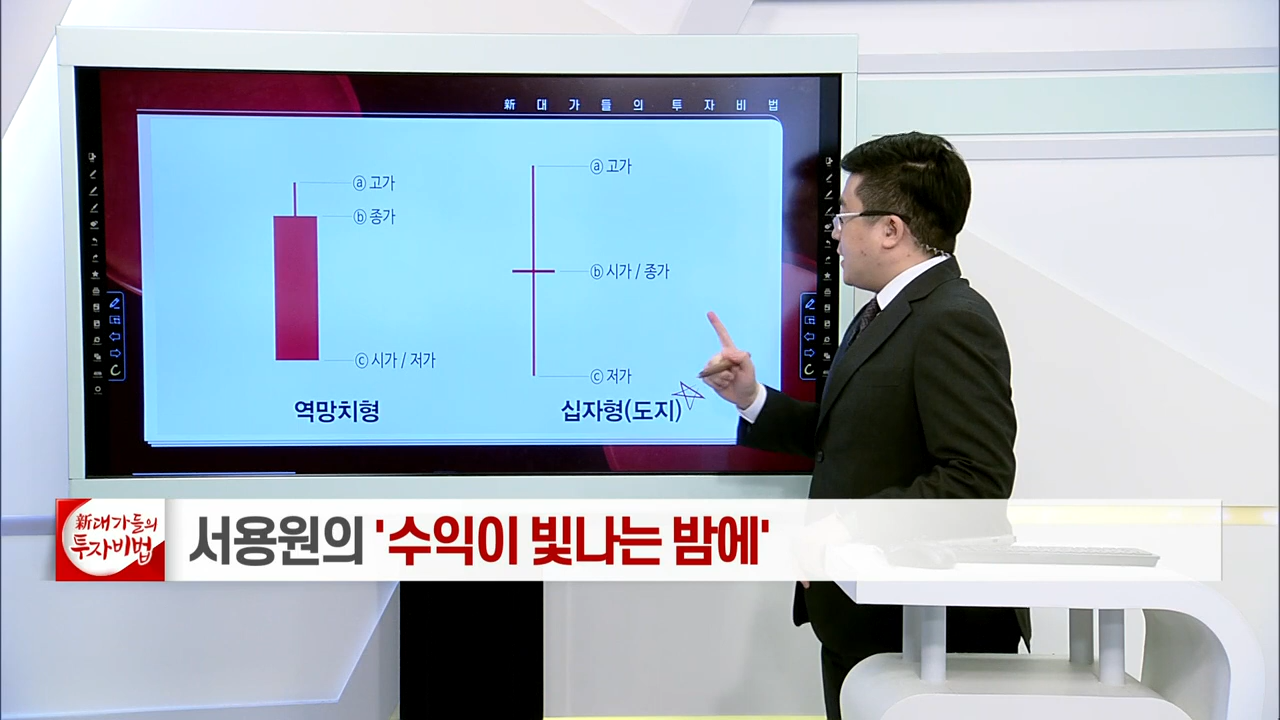 新 대가들의 투자비법
ⓐ 고가
ⓑ 종가
ⓒ 시가 / 저가
역망치형
ⓐ 고가
ⓑ 시가 / 종가
ⓒ 저가
십자형(도지)
新대가들의
투자비법
서용원의 '수익이 빛나는 밤에'